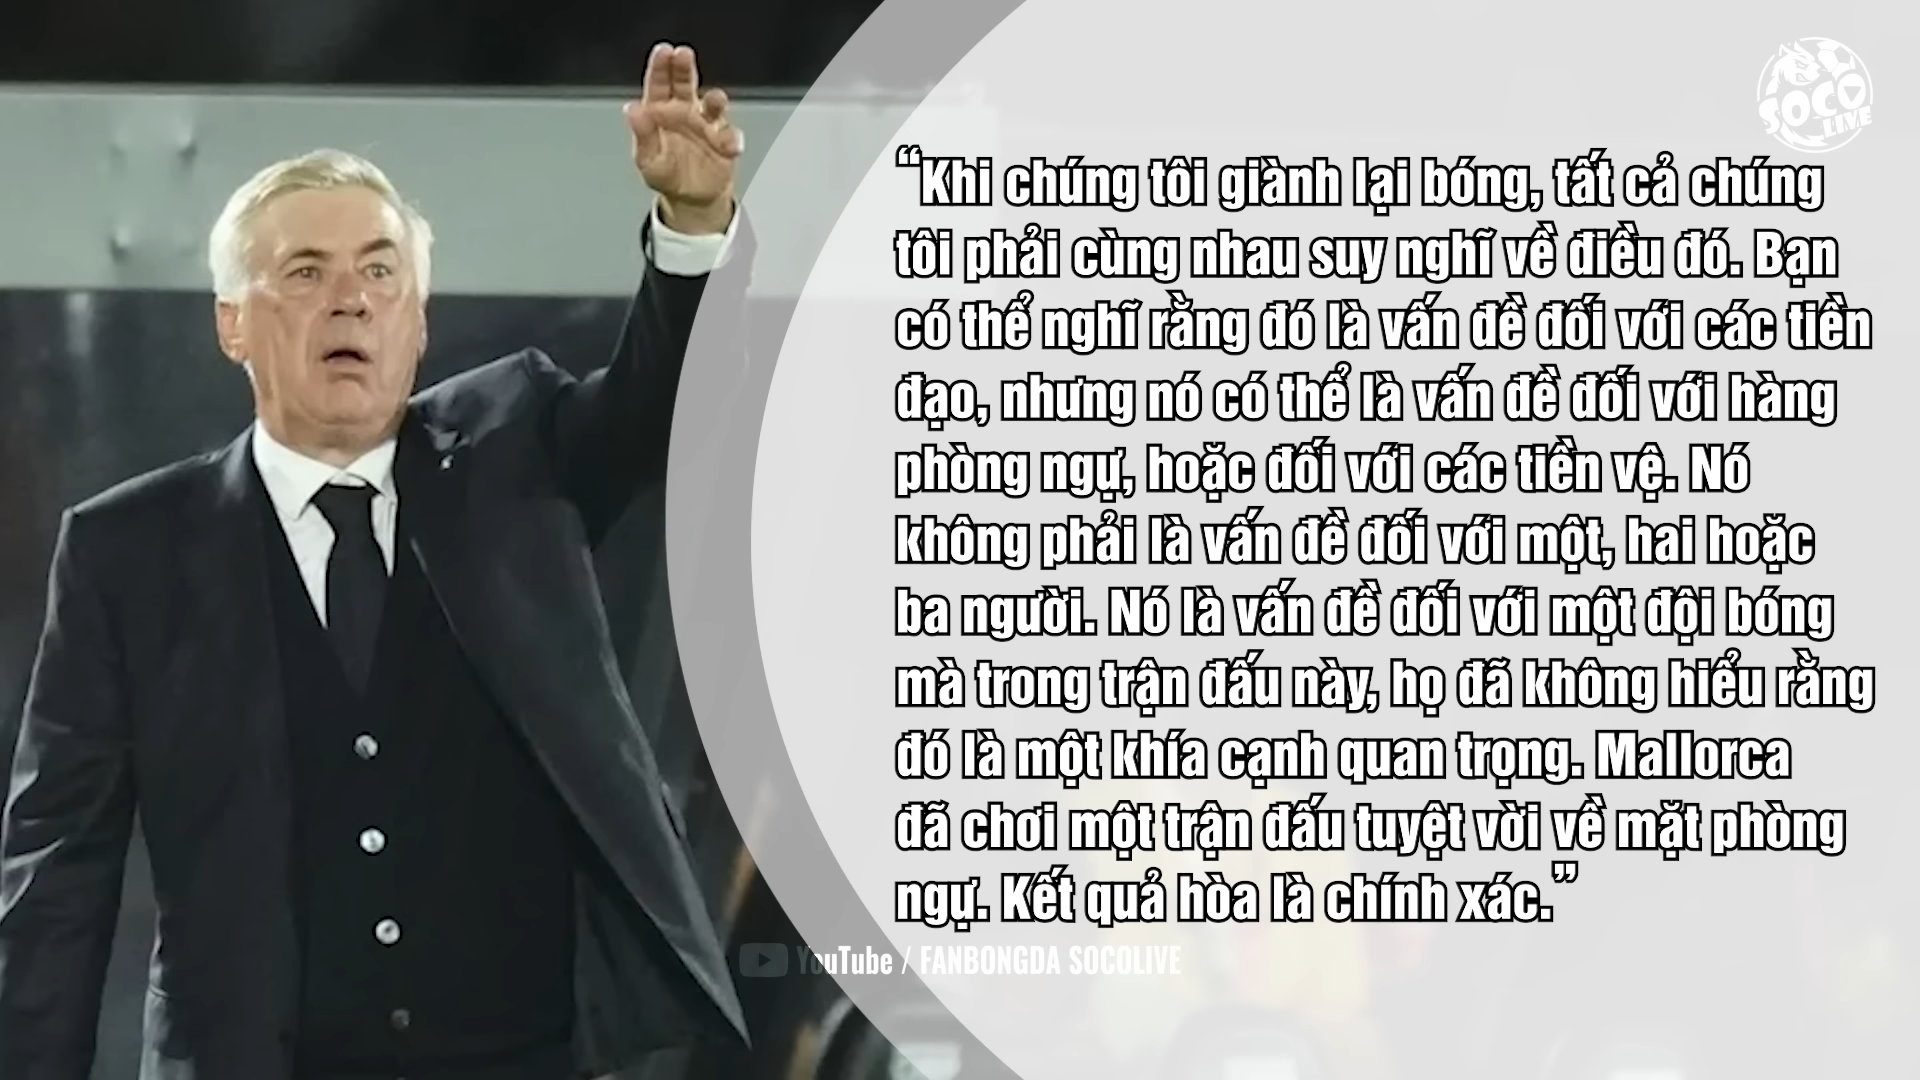 SOCO
LIVE
“Khi chúng tôi giành lại bóng, tất cả chúng
tôi phải cùng nhau suy nghĩ về điều đó. Bạn
có thể nghĩ rằng đó là vấn đề đối với các tiền
đạo, nhưng nó có thể là vấn đề đối với hàng
phòng ngự, hoặc đối với các tiền vệ. Nó
không phải là vấn đề đối với một, hai hoặc
ba người. Nó là vấn đề đối với một đội bóng
mà trong trận đấu này, họ đã không hiểu rằng
đó là một khía cạnh quan trọng. Mallorca
đã chơi một trận đấu tuyệt vời về mặt phòng
ngự. Kết quả hòa là chính xác.”
YouTube / FANBONGDA SOCOLIVE